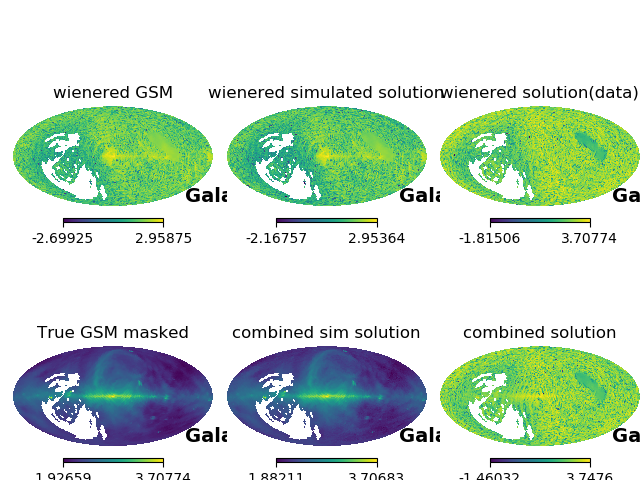 wienered GSM
wienered simulated solution
wienered solution(data)
Gala
Gala
Ga
-2.69925 2.95875
-2.16757 2.95364
-1.81506 3.70774
True GSM masked
combined sim solution
combined solution
Gala
Gala
Ga
1.92659 3.70774
1.88211 3.70683
-1.46032 3.7476